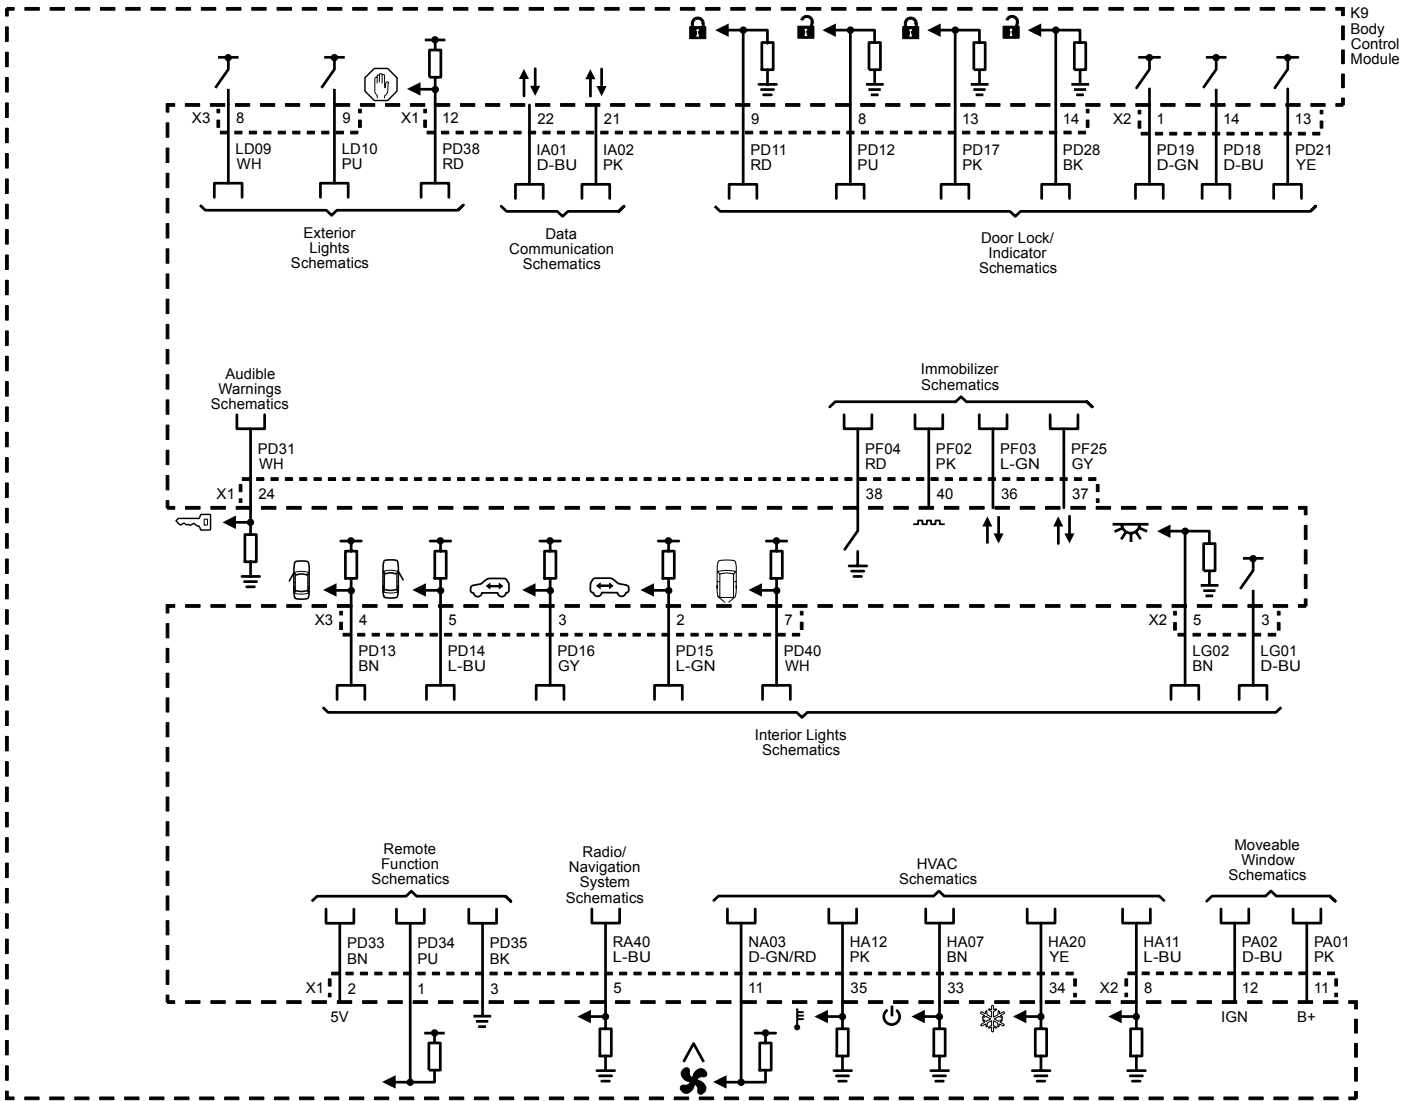 K9
Body
Control
Module
X3 8 9 X1 12 22 21 9 8 13 14 X2 1 14 13
LD09 LD10 PD38 IA01 IA02 PD11 PD12 PD17 PD28 PD19 PD18 PD21
WH PU RD D-BU PK RD PU PK BK D-GN D-BU YE
Exterior
Lights
Schematics
Data
Communication
Schematics
Door Lock/
Indicator
Schematics
Audible
Warnings
Schematics
Immobilizer
Schematics
PD31 PF04 PF02 PF03 PF25
WH RD PK L-GN GY
X1 24 38 40 36 37
X3 4 5 3 2 7 X2 5 3
PD13 PD14 PD16 PD15 PD40 LG02 LG01
BN L-BU GY L-GN WH BN D-BU
Interior Lights
Schematics
Remote
Function
Schematics
Radio/
Navigation
System
Schematics
HVAC
Schematics
Moveable
Window
Schematics
PD33 PD34 PD35 RA40 NA03 HA12 HA07 HA20 HA11 PA02 PA01
BN PU BK L-BU D-GN/RD PK BN YE L-BU D-BU PK
X1 2 1 3 5 11 35 33 34 X2 8 12 11
5V IGN B+